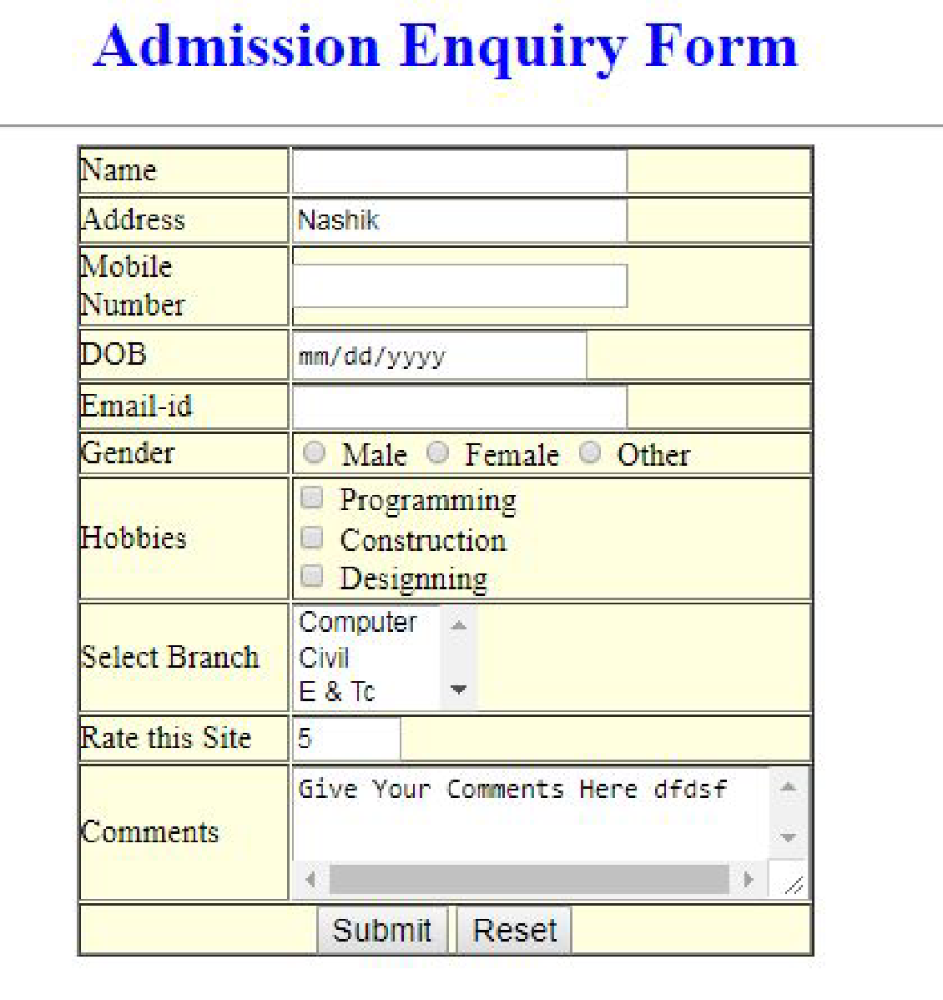 Admission Enquiry Form
Name
Address Nashik
Mobile
Number
DOB mm/dd/yyyy
Email-id
Gender Male Female Other
Hobbies
Programming
Construction
Designning
Select Branch
Computer
Civil
E & Tc
Rate this Site 5
Comments
Give Your Comments Here dfdsf
Submit Reset